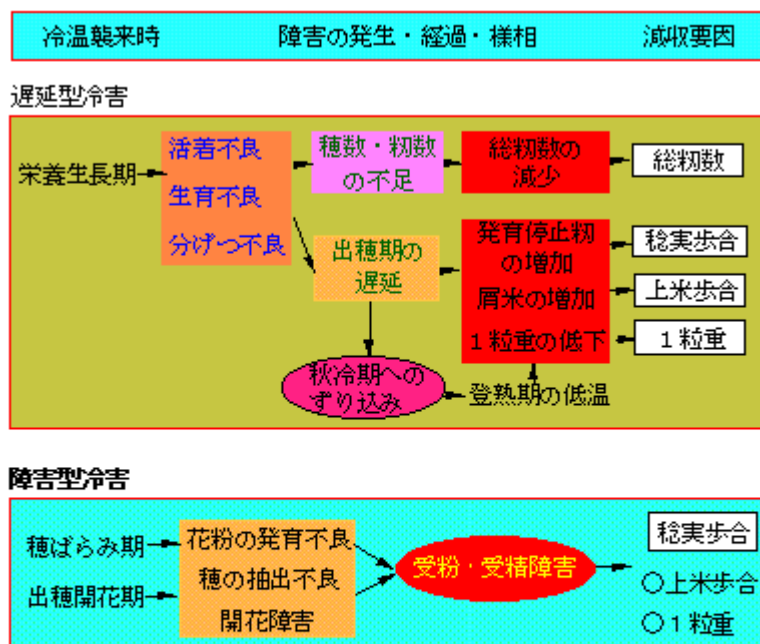 冷温襲来時 障害の発生・経過・様相 減収要因
遅延型冷害
栄養生長期
活着不良
生育不良
分げつ不良
穂数・籾数
の不足
総籾数の
減少
総籾数
出穂期の
遅延
発育停止籾
の増加
屑米の増加
1粒重の低下
稔実歩合
上米歩合
1粒重
秋冷期への
ずり込み
登熟期の低温
障害型冷害
穂ばらみ期
出穂開花期
花粉の発育不良
穂の抽出不良
開花障害
受粉・受精障害
稔実歩合
○上米歩合
○1粒重